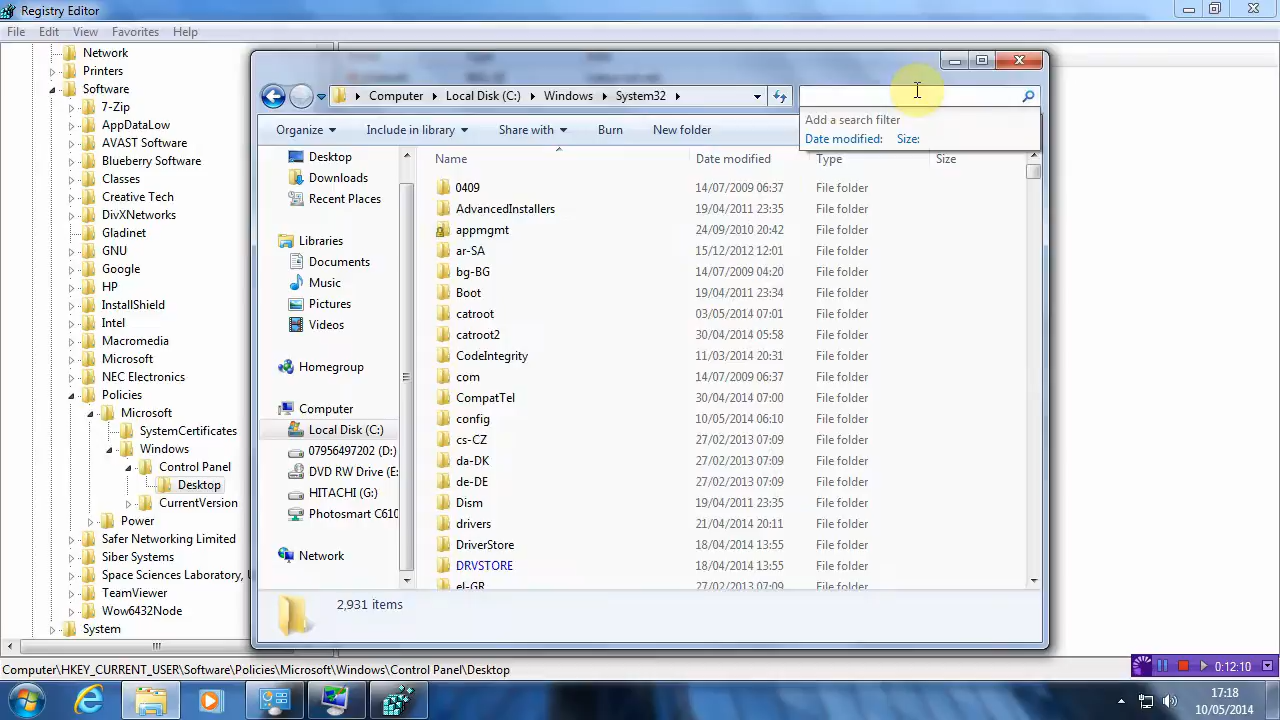 Registry Editor
File Edit View Favorites Help
Network
Printers
Software
7-Zip
AppDataLow
AVAST Software
Blueberry Software
Classes
Creative Tech
DivXNetworks
Gladinet
GNU
Google
HP
InstallShield
Intel
Macromedia
Microsoft
NEC Electronics
Policies
Microsoft
SystemCertificates
Windows
Control Panel
Desktop
CurrentVersion
Power
Safer Networking Limited
Siber Systems
Space Sciences Laboratory, U
TeamViewer
Wow6432Node
System
Computer\HKEY_CURRENT_USER\Software\Policies\Microsoft\Windows\Control Panel\Desktop
Computer Local Disk (C:) Windows System32
Add a search filter
Date modified: Size:
Organize Include in library Share with Burn New folder
Desktop
Downloads
Recent Places
Libraries
Documents
Music
Pictures
Videos
Homegroup
Computer
Local Disk (C:)
07956497202 (D:)
DVD RW Drive (E:
HITACHI (G:)
Photosmart C610
Network
Name Date modified Type Size
0409 14/07/2009 06:37 File folder
AdvancedInstallers 19/04/2011 23:35 File folder
appmgmt 24/09/2010 20:42 File folder
ar-SA 15/12/2012 12:01 File folder
bg-BG 14/07/2009 04:20 File folder
Boot 19/04/2011 23:34 File folder
catroot 03/05/2014 07:01 File folder
catroot2 30/04/2014 05:58 File folder
CodeIntegrity 11/03/2014 20:31 File folder
com 14/07/2009 06:37 File folder
CompatTel 30/04/2014 07:00 File folder
config 10/05/2014 06:10 File folder
cs-CZ 27/02/2013 07:09 File folder
da-DK 27/02/2013 07:09 File folder
de-DE 27/02/2013 07:09 File folder
Dism 19/04/2011 23:35 File folder
drivers 21/04/2014 20:11 File folder
DriverStore 18/04/2014 13:55 File folder
DRVSTORE 18/04/2014 13:55 File folder
el-GR 27/02/2013 07:09 File folder
2,931 items
0:12:10
17:18
10/05/2014